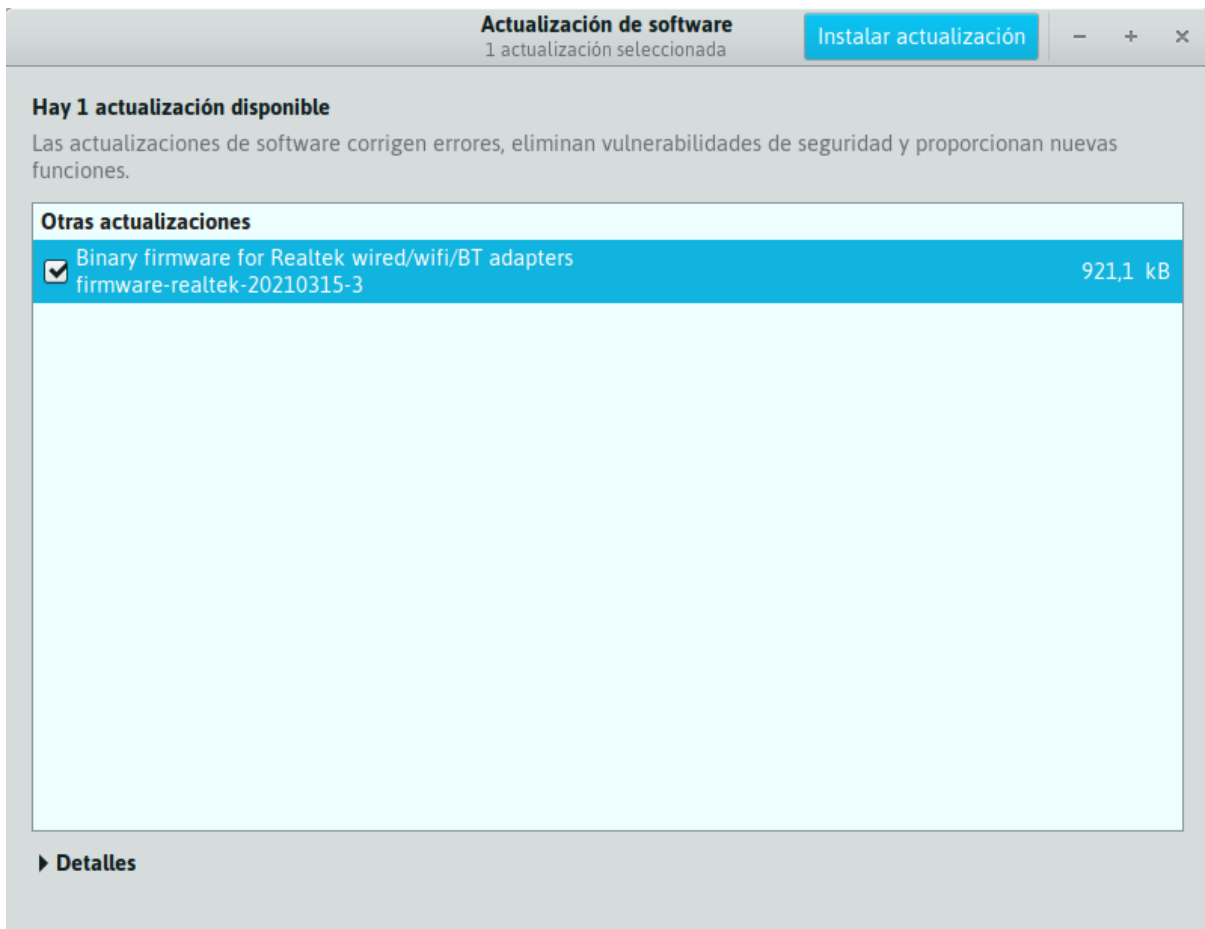 Actualización de software
1 actualización seleccionada
Instalar actualización
Hay 1 actualización disponible
Las actualizaciones de software corrigen errores, eliminan vulnerabilidades de seguridad y proporcionan nuevas
funciones.
Otras actualizaciones
Binary firmware for Realtek wired/wifi/BT adapters
firmware-realtek-20210315-3
921,1 kB
Detalles